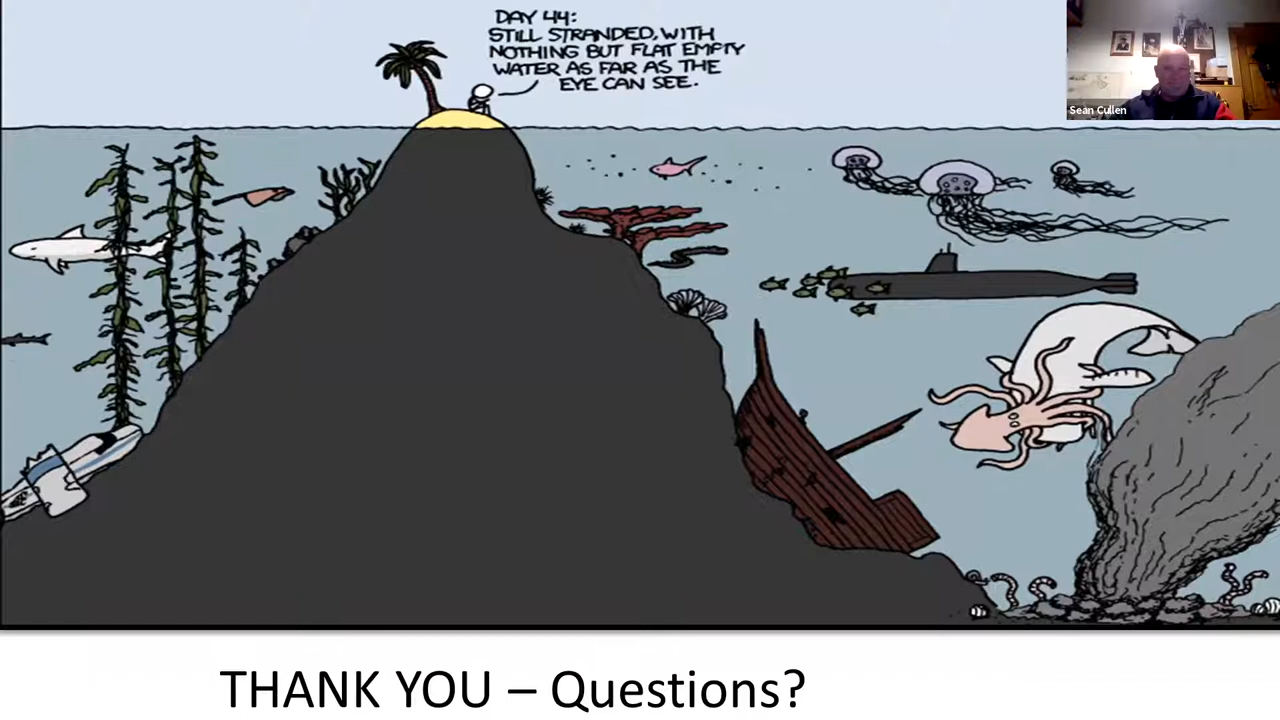 DAY 44:
STILL STRANDED, WITH
NOTHING BUT FLAT EMPTY
WATER AS FAR AS THE
EYE CAN SEE.
Sean Cullen
THANK YOU – Questions?